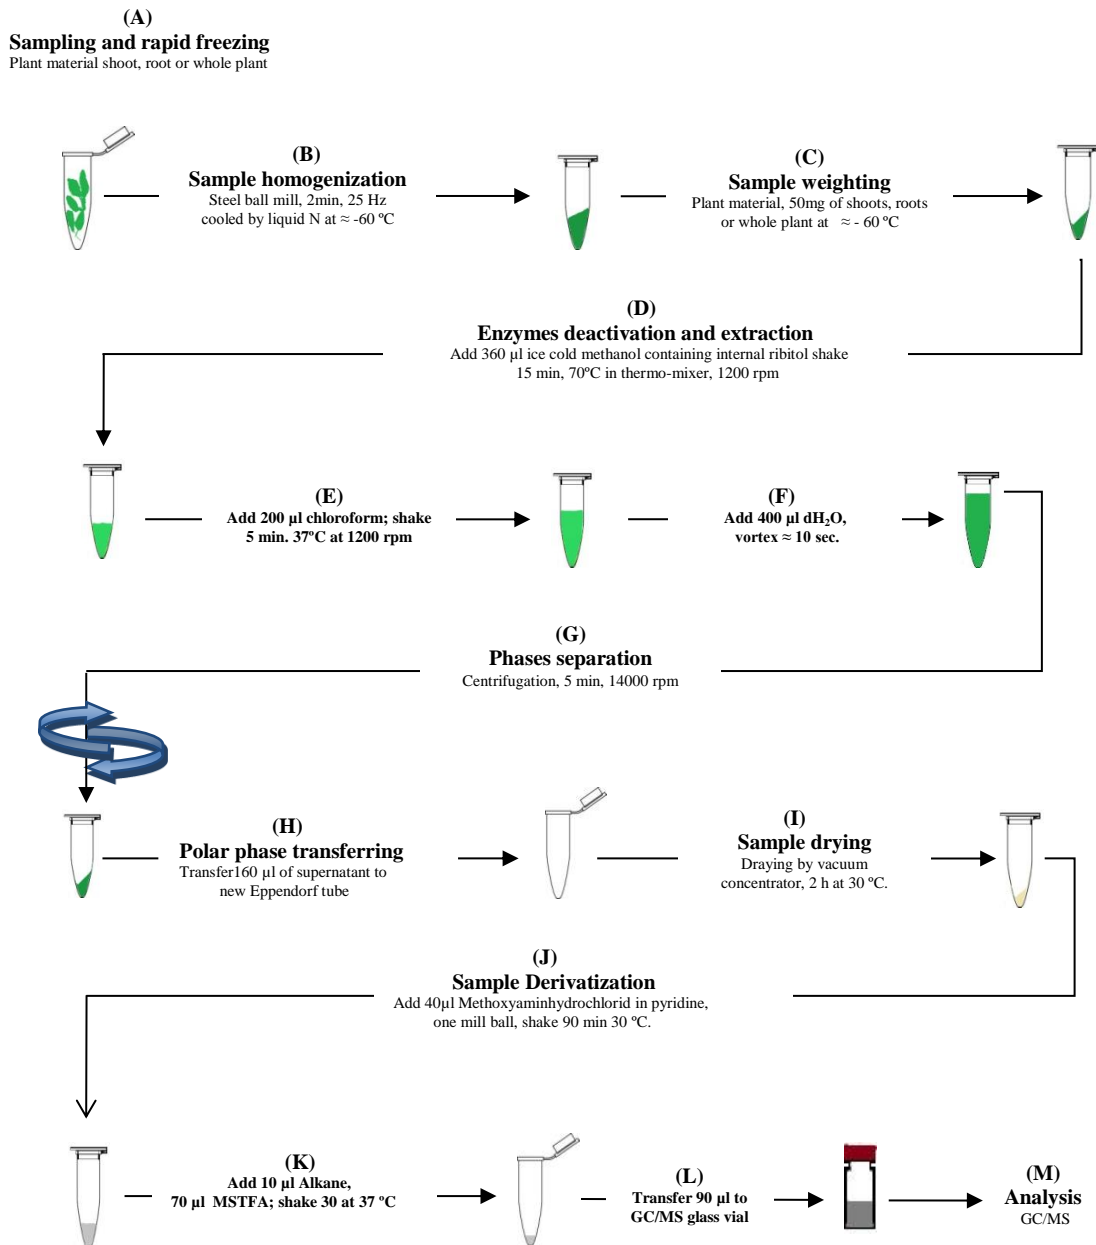 (A)
Sampling and rapid freezing
Plant material shoot, root or whole plant
(B)
Sample homogenization
Steel ball mill, 2min, 25 Hz
cooled by liquid N at ≈ -60 ºC
(C)
Sample weighting
Plant material, 50mg of shoots, roots
or whole plant at ≈ - 60 ºC
(D)
Enzymes deactivation and extraction
Add 360 µl ice cold methanol containing internal ribitol shake
15 min, 70ºC in thermo-mixer, 1200 rpm
(E)
Add 200 µl chloroform; shake
5 min. 37ºC at 1200 rpm
(F)
Add 400 µl dH₂O,
vortex ≈ 10 sec.
(G)
Phases separation
Centrifugation, 5 min, 14000 rpm
(H)
Polar phase transferring
Transfer160 µl of supernatant to
new Eppendorf tube
(I)
Sample drying
Draying by vacuum
concentrator, 2 h at 30 ºC.
(J)
Sample Derivatization
Add 40µl Methoxyaminhydrochlorid in pyridine,
one mill ball, shake 90 min 30 ºC.
(K)
Add 10 µl Alkane,
70 µl MSTFA; shake 30 at 37 ºC
(L)
Transfer 90 µl to
GC/MS glass vial
(M)
Analysis
GC/MS